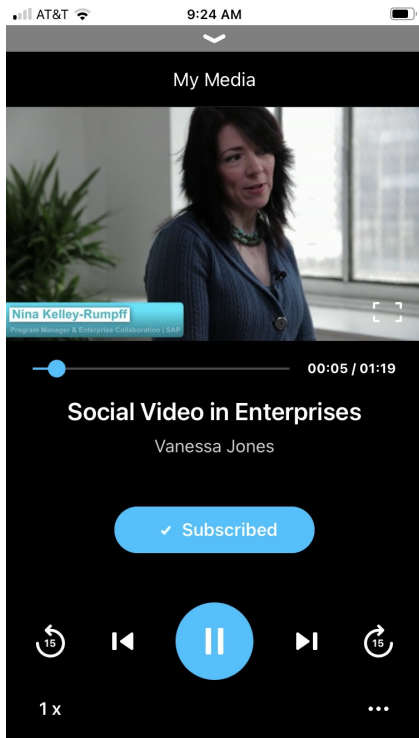 AT&T
9:24 AM
My Media
Nina Kelley-Rumpff
Program Manager & Enterprise Collaboration | SAP
00:05 / 01:19
Social Video in Enterprises
Vanessa Jones
Subscribed
15
15
1 x